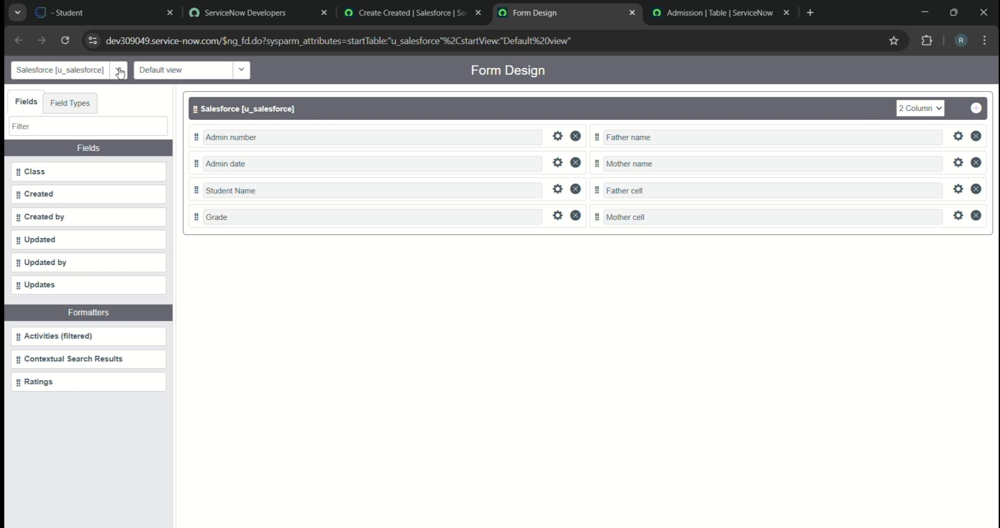 - Student
ServiceNow Developers
Create Created | Salesforce | Se
Form Design
Admission | Table | ServiceNow
dev309049.service-now.com/$ng_fd.do?sysparm_attributes=startTable:"u_salesforce"%2CstartView:"Default%20view"
R
Salesforce [u_salesforce]
Default view
Form Design
Fields
Field Types
Filter
Fields
Class
Created
Created by
Updated
Updated by
Updates
Formatters
Activities (filtered)
Contextual Search Results
Ratings
Salesforce [u_salesforce]
2 Column
Admin number
Father name
Admin date
Mother name
Student Name
Father cell
Grade
Mother cell